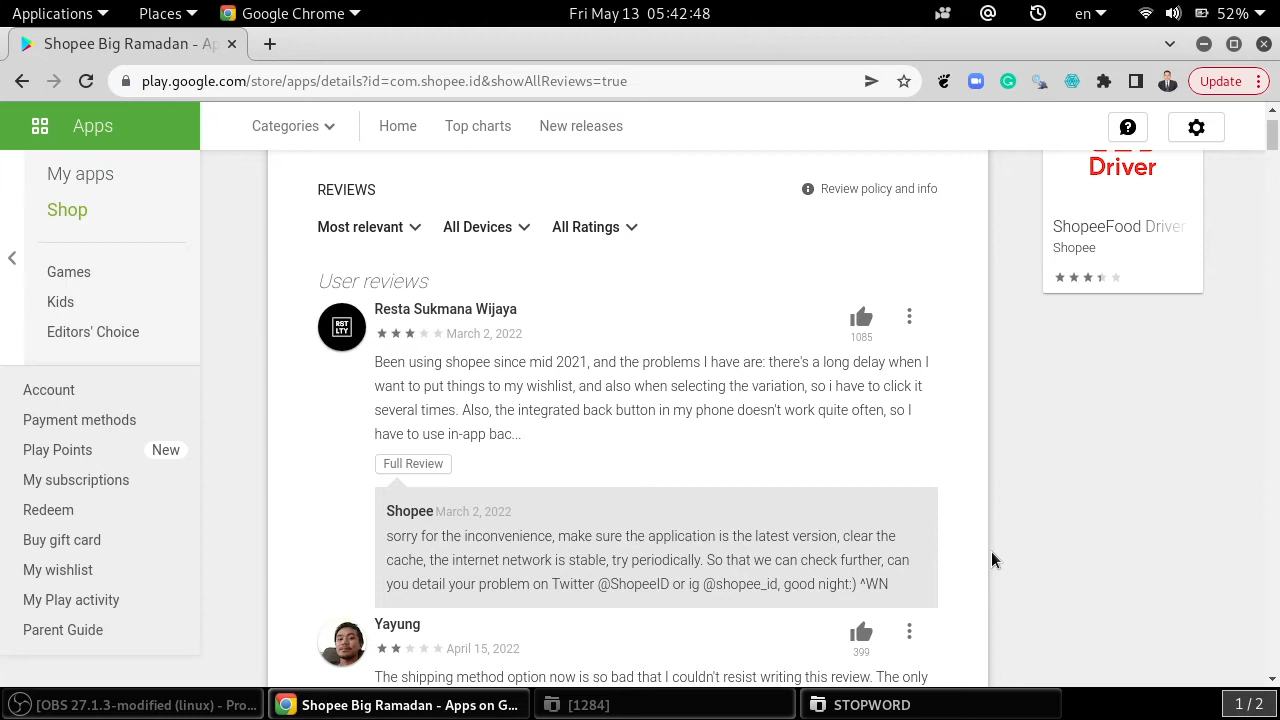 Applications Places Google Chrome Fri May 13 05:42:48 en 52%
Shopee Big Ramadan - Ap
play.google.com/store/apps/details?id=com.shopee.id&showAllReviews=true Update
Apps Categories Home Top charts New releases
My apps
Shop
Games
Kids
Editors' Choice
Account
Payment methods
Play Points New
My subscriptions
Redeem
Buy gift card
My wishlist
My Play activity
Parent Guide
REVIEWS Review policy and info
Most relevant All Devices All Ratings
User reviews
Resta Sukmana Wijaya
RST
LTY
March 2, 2022
1085
Been using shopee since mid 2021, and the problems I have are: there's a long delay when I
want to put things to my wishlist, and also when selecting the variation, so i have to click it
several times. Also, the integrated back button in my phone doesn't work quite often, so I
have to use in-app bac...
Full Review
Shopee March 2, 2022
sorry for the inconvenience, make sure the application is the latest version, clear the
cache, the internet network is stable, try periodically. So that we can check further, can
you detail your problem on Twitter @ShopeeID or ig @shopee_id, good night:) ^WN
Yayung
April 15, 2022
399
The shipping method option now is so bad that I couldn't resist writing this review. The only
Driver
ShopeeFood Driver
Shopee
[OBS 27.1.3-modified (linux) - Pro... Shopee Big Ramadan - Apps on G... [1284] STOPWORD 1 / 2